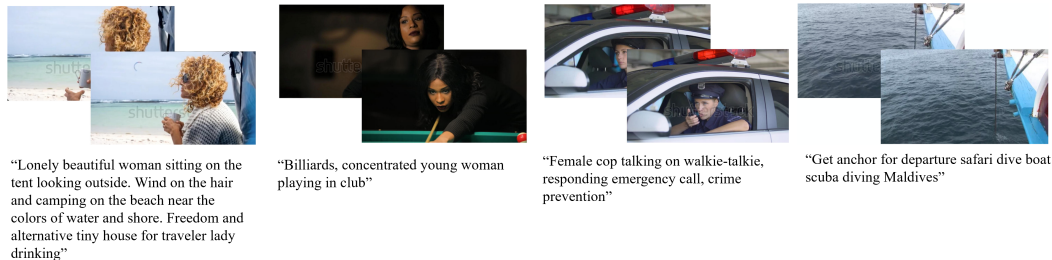 “Lonely beautiful woman sitting on the
tent looking outside. Wind on the hair
and camping on the beach near the
colors of water and shore. Freedom and
alternative tiny house for traveler lady
drinking”
“Billiards, concentrated young woman
playing in club”
“Female cop talking on walkie-talkie,
responding emergency call, crime
prevention”
“Get anchor for departure safari dive boat
scuba diving Maldives”